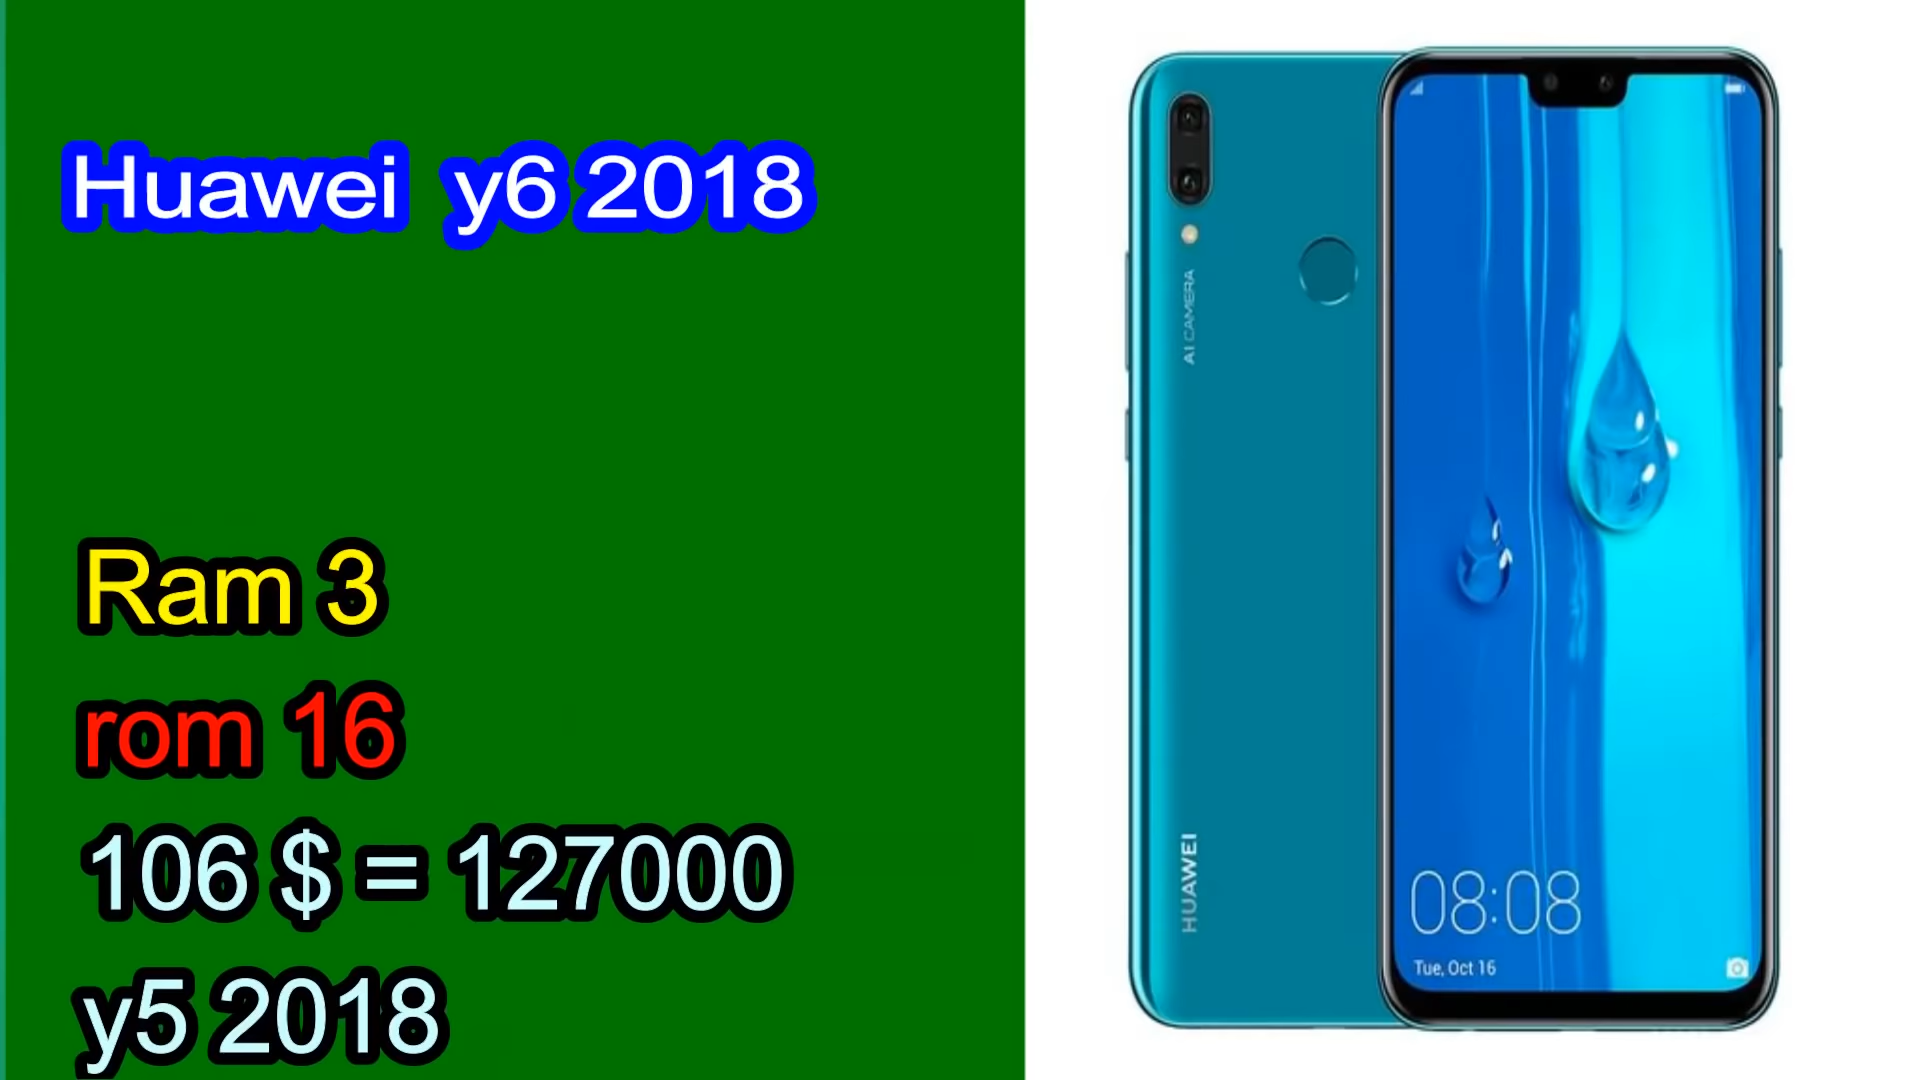 Huawei y6 2018
Ram 3
rom 16
106 $ = 127000
y5 2018
AI CAMERA
HUAWEI
08:08
Tue, Oct 16